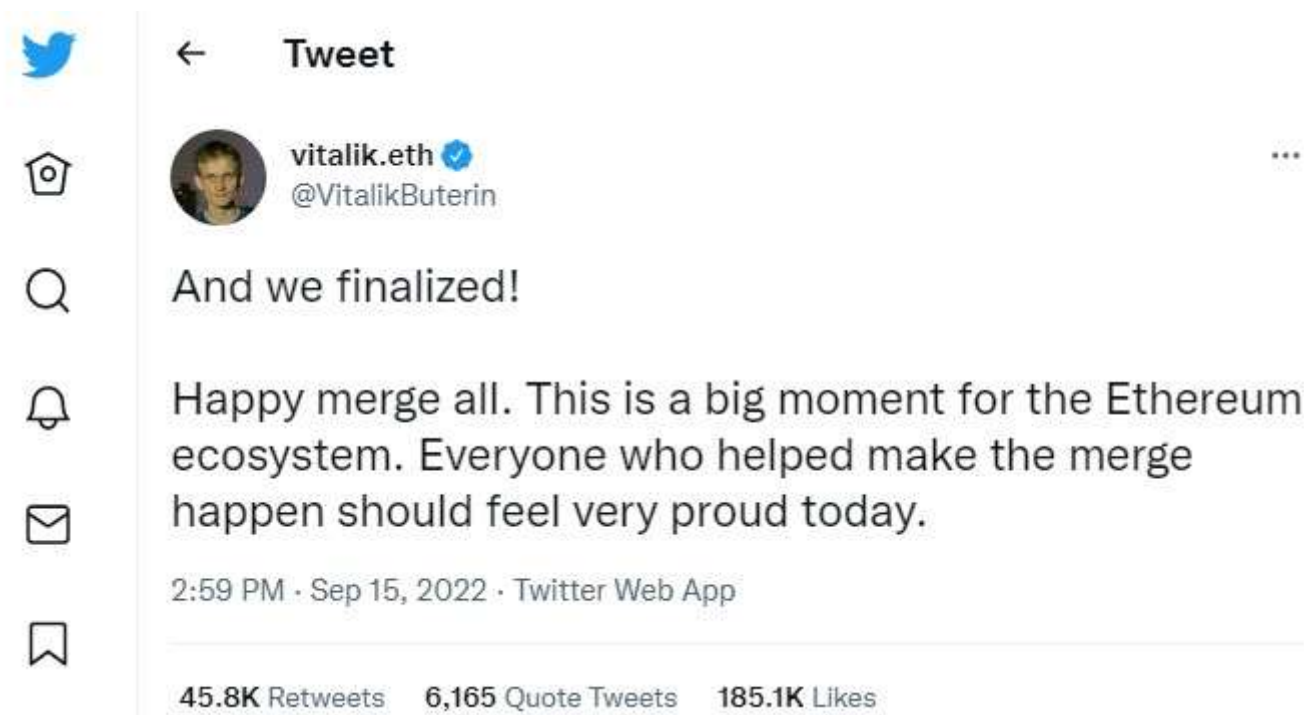 Tweet
vitalik.eth
@VitalikButerin
And we finalized!
Happy merge all. This is a big moment for the Ethereum
ecosystem. Everyone who helped make the merge
happen should feel very proud today.
2:59 PM · Sep 15, 2022 · Twitter Web App
45.8K Retweets 6,165 Quote Tweets 185.1K Likes